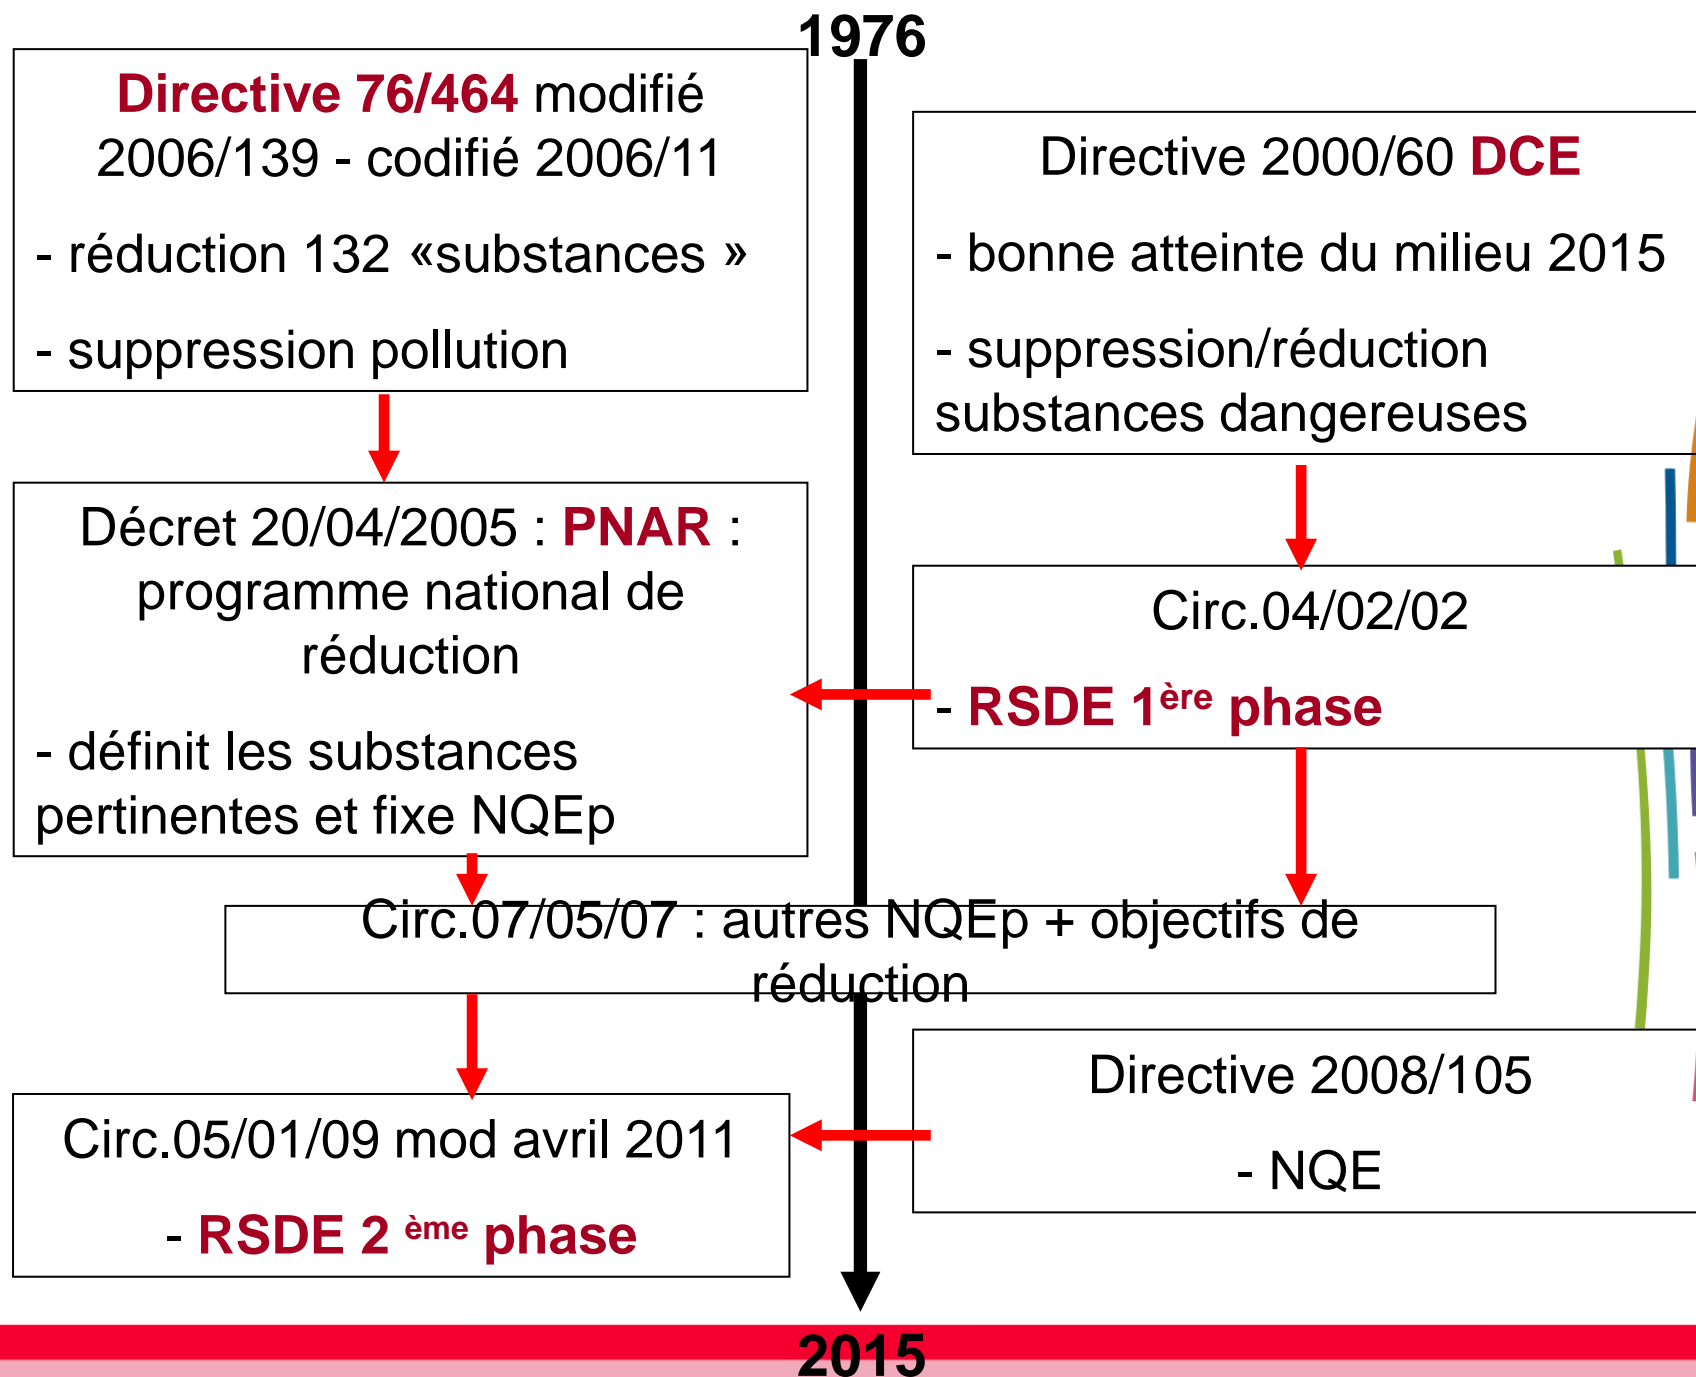 1976
Directive 76/464 modifié
2006/139 - codifié 2006/11
- réduction 132 «substances »
- suppression pollution
Directive 2000/60 DCE
- bonne atteinte du milieu 2015
- suppression/réduction
substances dangereuses
Décret 20/04/2005 : PNAR :
programme national de
réduction
- définit les substances
pertinentes et fixe NQEp
Circ.04/02/02
- RSDE 1ère phase
Circ.07/05/07 : autres NQEp + objectifs de
réduction
Directive 2008/105
- NQE
Circ.05/01/09 mod avril 2011
- RSDE 2 ème phase
2015